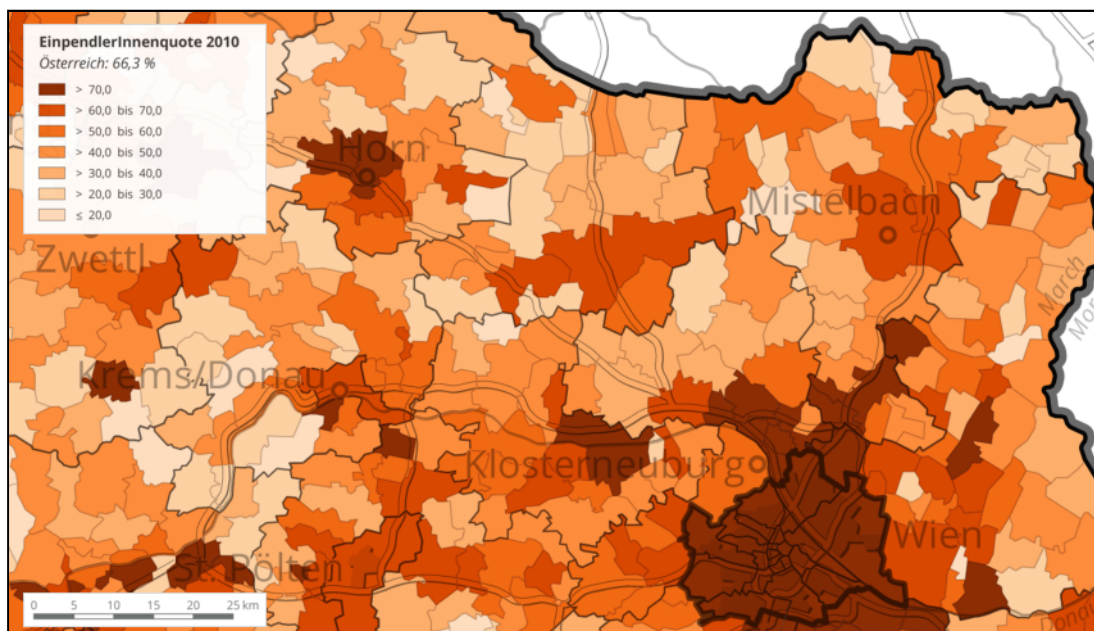 EinpendlerInnenquote 2010
Österreich: 66,3 %
> 70,0
> 60,0 bis 70,0
> 50,0 bis 60,0
> 40,0 bis 50,0
> 30,0 bis 40,0
> 20,0 bis 30,0
≤ 20,0
Horn
Mistelbach
Zwettl
March
Krems/Donau
Klosterneuburg
Wien
St. Pölten
0 5 10 15 20 25 km
Donau